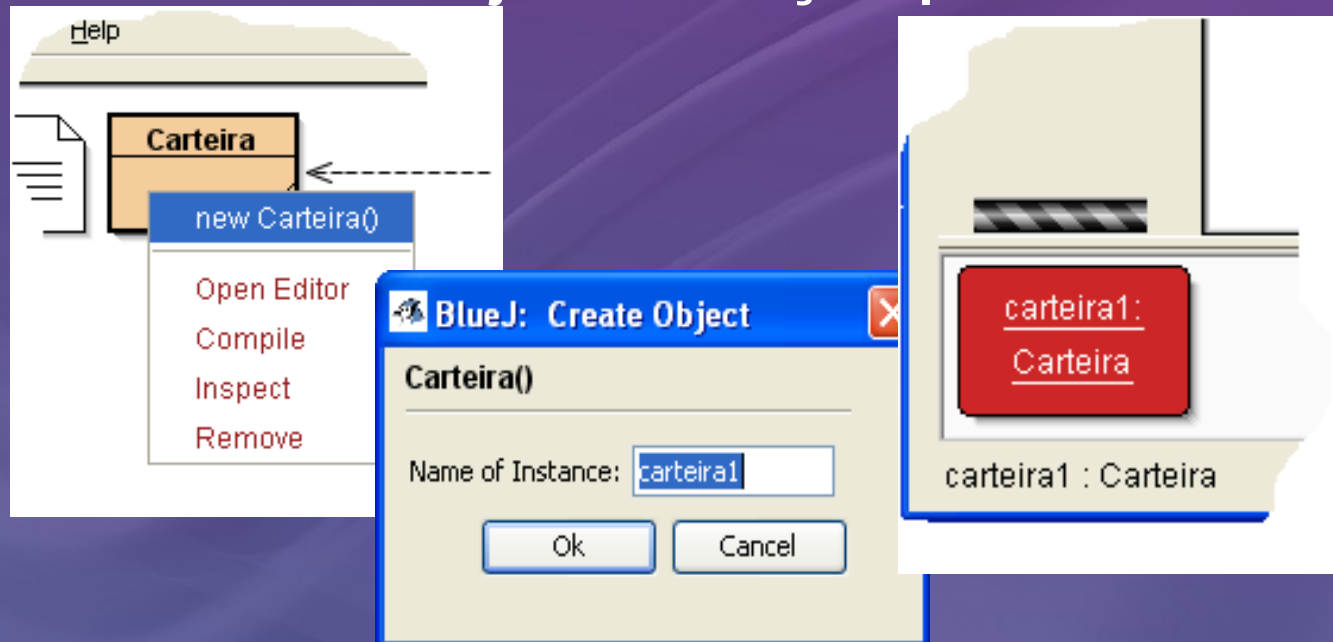 Help
Carteira
new Carteira()
Open Editor
Compile
Inspect
Remove
BlueJ: Create Object
Carteira()
Name of Instance: carteira1
Ok
Cancel
carteira1:
Carteira
carteira1 : Carteira